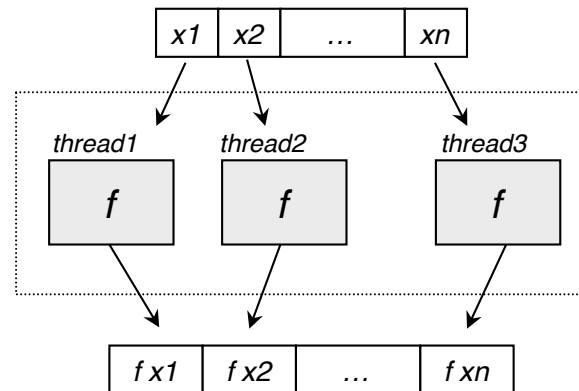 x1 x2 ... xn
thread1 thread2 thread3
f f f
f x1 f x2 ... f xn